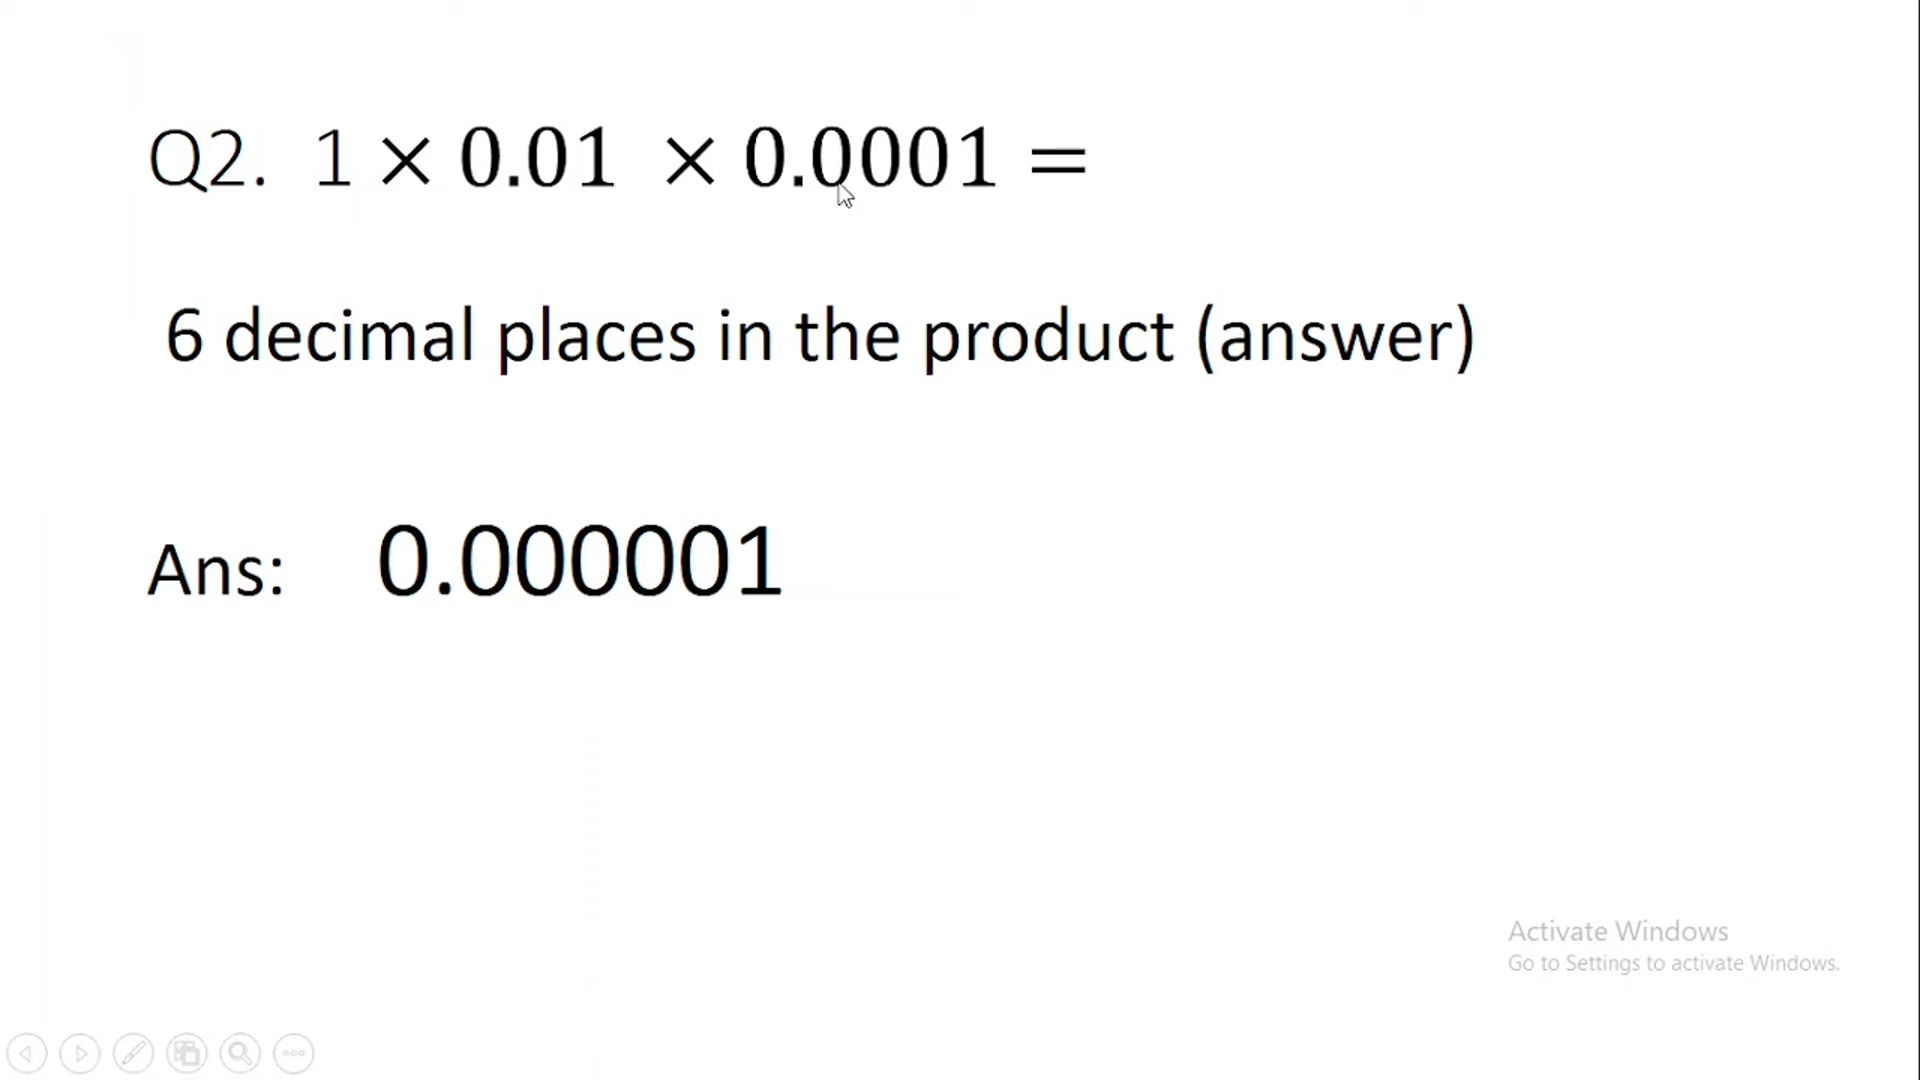 Q2. 1 × 0.01 × 0.0001 =
6 decimal places in the product (answer)
Ans: 0.000001
Activate Windows
Go to Settings to activate Windows.